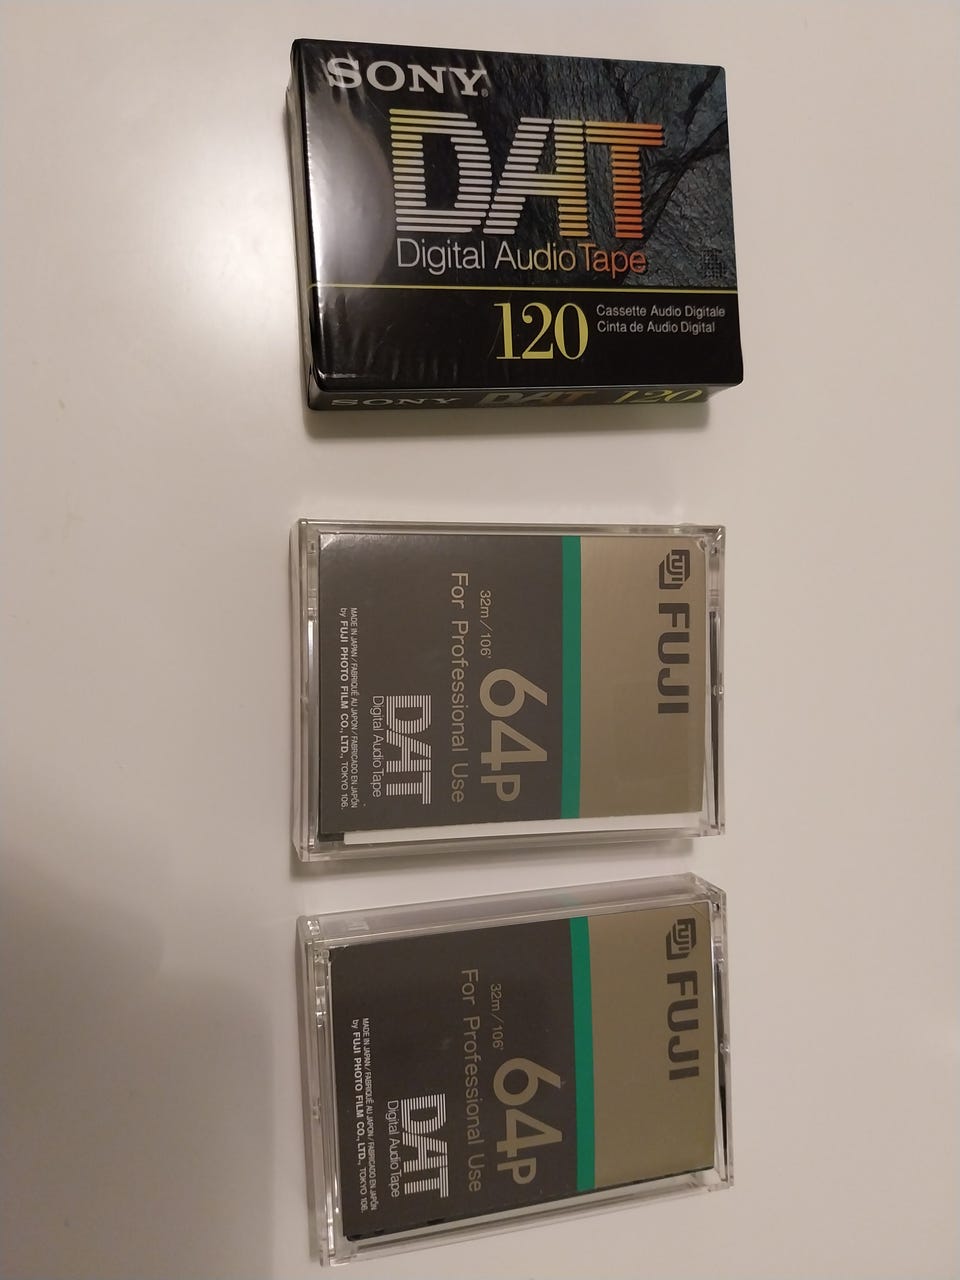 SONY®
DAT
Digital Audio Tape
120
Cassette Audio Digitale
Cinta de Audio Digital
SONY DAT 120
FUJI
FUJI
64P
32m/106'
For Professional Use
DAT
Digital Audio Tape
MADE IN JAPAN/FABRIQUÉ AU JAPON/FABRICADO EN JAPÓN
by FUJI PHOTO FILM CO., LTD., TOKYO 106.
FUJI
FUJI
64P
32m/106'
For Professional Use
DAT
Digital Audio Tape
MADE IN JAPAN/FABRIQUÉ AU JAPON/FABRICADO EN JAPÓN
by FUJI PHOTO FILM CO., LTD., TOKYO 106.